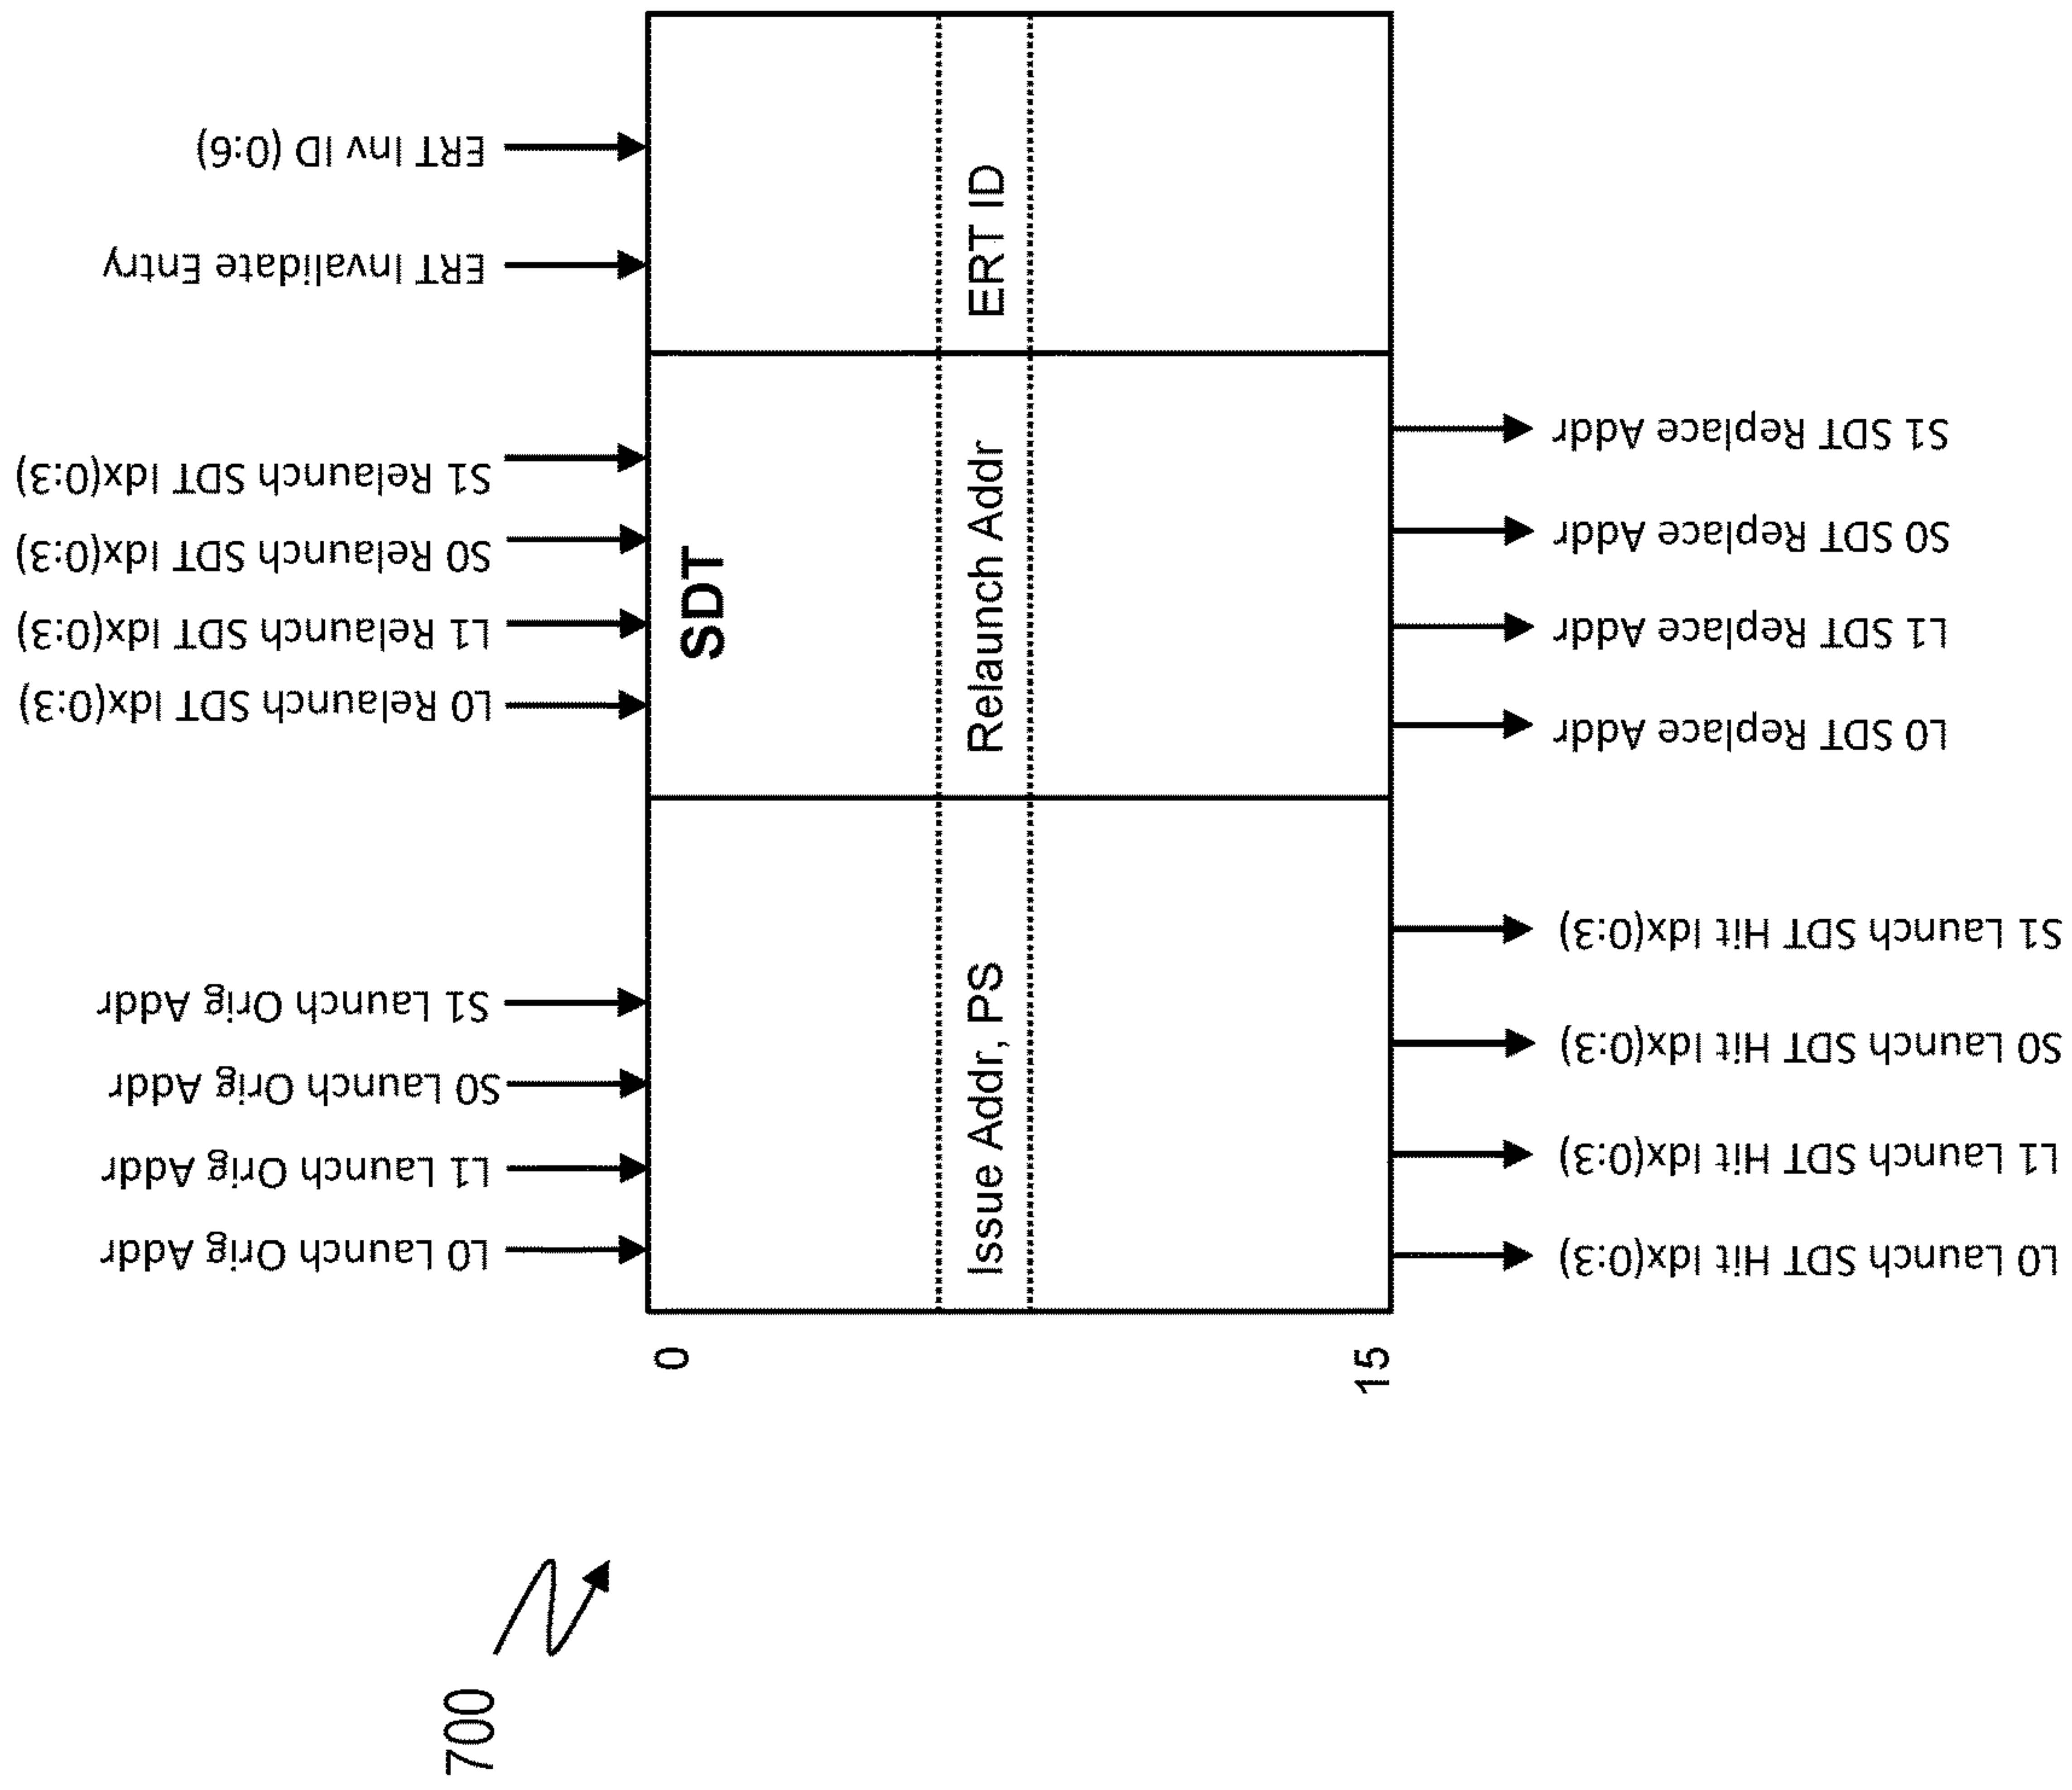 700
L0 Launch Orig Addr
L1 Launch Orig Addr
S0 Launch Orig Addr
S1 Launch Orig Addr
L0 Relaunch SDT Idx(0:3)
L1 Relaunch SDT Idx(0:3)
S0 Relaunch SDT Idx(0:3)
S1 Relaunch SDT Idx(0:3)
ERT Invalidate Entry
ERT Inv ID (0:6)
0
SDT
Issue Addr, PS
Relaunch Addr
ERT ID
15
L0 Launch SDT Hit Idx(0:3)
L1 Launch SDT Hit Idx(0:3)
S0 Launch SDT Hit Idx(0:3)
S1 Launch SDT Hit Idx(0:3)
L0 SDT Replace Addr
L1 SDT Replace Addr
S0 SDT Replace Addr
S1 SDT Replace Addr